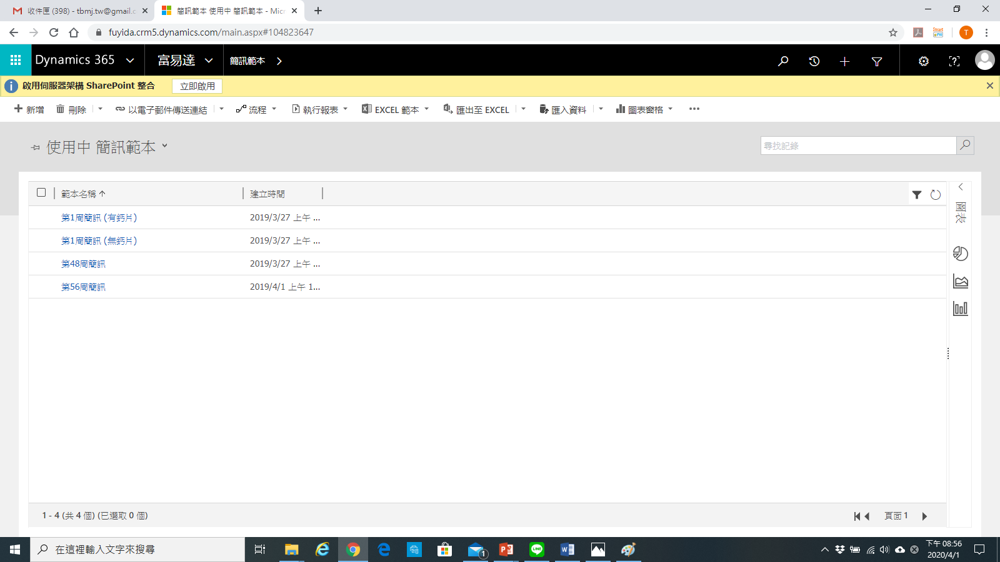 收件匣 (398) - tbmj.tw@gmail.c
簡訊範本 使用中 簡訊範本 - Micr
fuyida.crm5.dynamics.com/main.aspx#104823647
T
Dynamics 365
富易達
簡訊範本
啟用伺服器架構 SharePoint 整合
立即啟用
新增
刪除
以電子郵件傳送連結
流程
執行報表
EXCEL 範本
匯出至 EXCEL
匯入資料
圖表窗格
使用中 簡訊範本
尋找記錄
範本名稱
建立時間
圖表
第1周簡訊 (有鈣片)
2019/3/27 上午 ...
第1周簡訊 (無鈣片)
2019/3/27 上午 ...
第48周簡訊
2019/3/27 上午 ...
第56周簡訊
2019/4/1 上午 1...
1 - 4 (共 4 個) (已選取 0 個)
頁面 1
在這裡輸入文字來搜尋
1
LINE
下午 08:56
2020/4/1